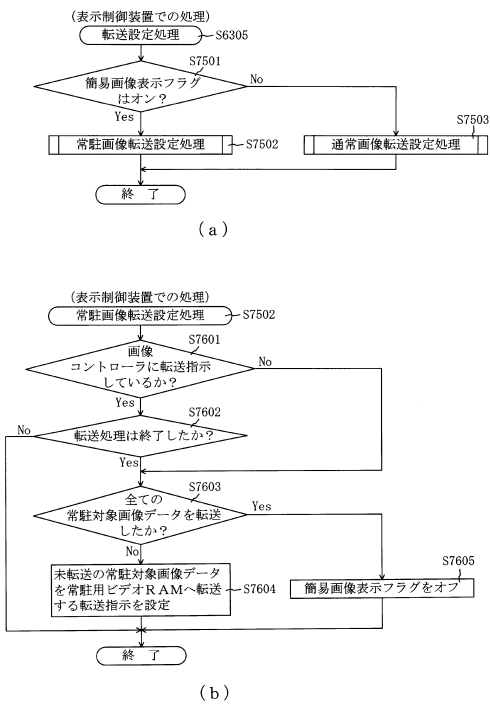 (表示制御装置での処理)
転送設定処理
S6305
S7501
簡易画像表示フラグ
はオン？
No
Yes
S7503
常駐画像転送設定処理
S7502
通常画像転送設定処理
終 了
(a)
(表示制御装置での処理)
常駐画像転送設定処理
S7502
S7601
画像
コントローラに転送指示
しているか？
No
Yes
S7602
No
転送処理は終了したか？
Yes
S7603
全ての
常駐対象画像データを転送
したか？
Yes
No
S7605
未転送の常駐対象画像データ
を常駐用ビデオＲＡＭへ転送
する転送指示を設定
S7604
簡易画像表示フラグをオフ
終 了
(b)